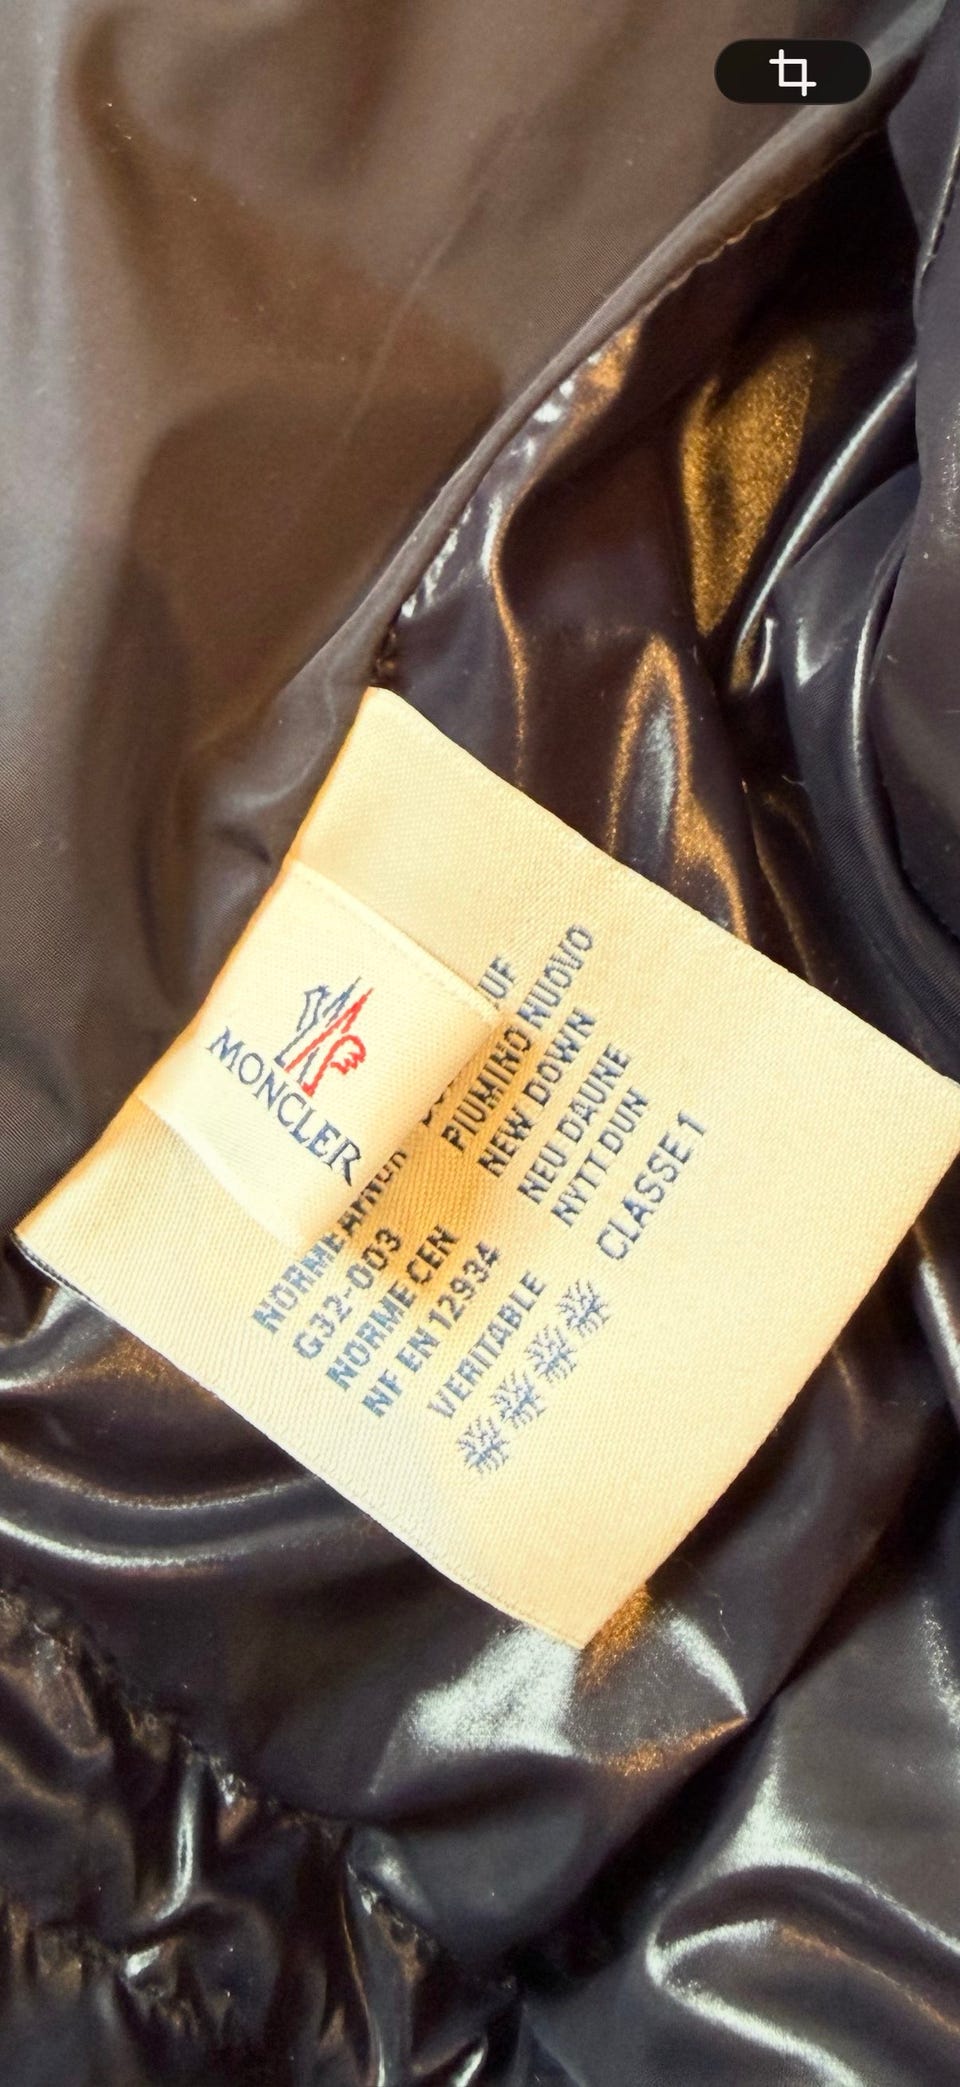 MONCLER
NORME AFNOR
G32-003
NORME CEN
NF EN 12934
VERITABLE
UF
PIUMINO NUOVO
NEW DOWN
NEU DAUNE
NYTT DUN
CLASSE 1